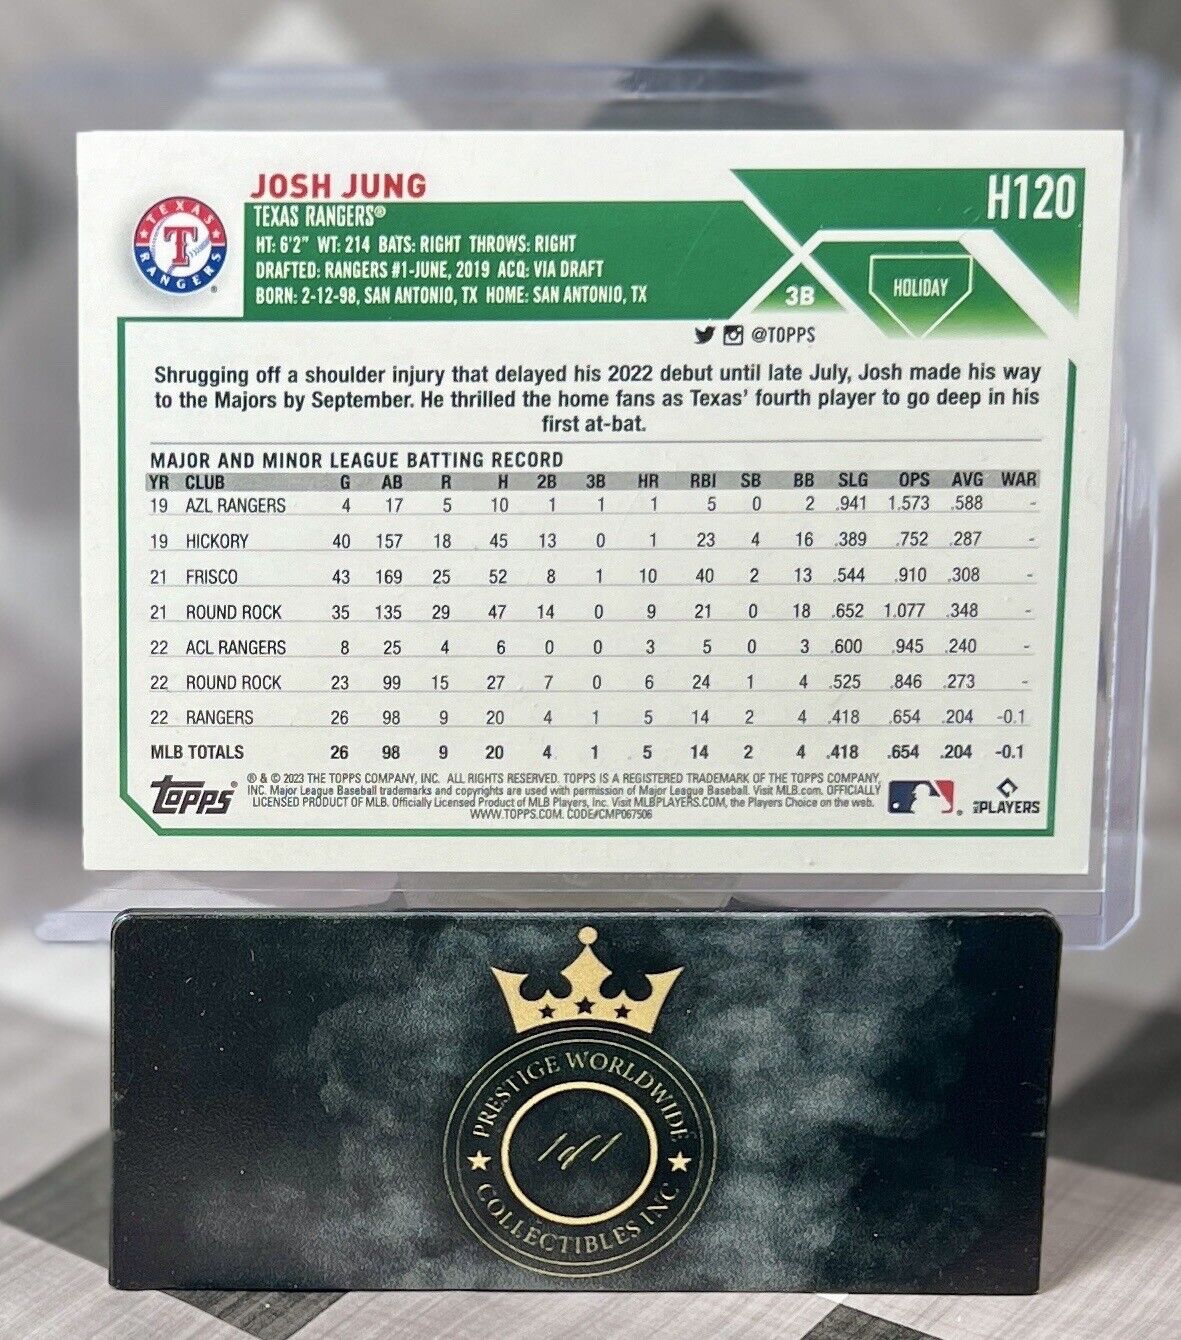 JOSH JUNG
H120
TEXAS RANGERS
TEXAS RANGERS®
T
HT: 6'2" WT: 214 BATS: RIGHT THROWS: RIGHT
DRAFTED: RANGERS #1-JUNE, 2019 ACQ: VIA DRAFT
BORN: 2-12-98, SAN ANTONIO, TX HOME: SAN ANTONIO, TX
3B
HOLIDAY
@TOPPS
Shrugging off a shoulder injury that delayed his 2022 debut until late July, Josh made his way
to the Majors by September. He thrilled the home fans as Texas' fourth player to go deep in his
first at-bat.
MAJOR AND MINOR LEAGUE BATTING RECORD
YR CLUB G AB R H 2B 3B HR RBI SB BB SLG OPS AVG WAR
19 AZL RANGERS 4 17 5 10 1 1 1 5 0 2 .941 1.573 .588 -
19 HICKORY 40 157 18 45 13 0 1 23 4 16 .389 .752 .287 -
21 FRISCO 43 169 25 52 8 1 10 40 2 13 .544 .910 .308 -
21 ROUND ROCK 35 135 29 47 14 0 9 21 0 18 .652 1.077 .348 -
22 ACL RANGERS 8 25 4 6 0 0 3 5 0 3 .600 .945 .240 -
22 ROUND ROCK 23 99 15 27 7 0 6 24 1 4 .525 .846 .273 -
22 RANGERS 26 98 9 20 4 1 5 14 2 4 .418 .654 .204 -0.1
MLB TOTALS 26 98 9 20 4 1 5 14 2 4 .418 .654 .204 -0.1
Topps®
® & © 2023 THE TOPPS COMPANY, INC. ALL RIGHTS RESERVED. TOPPS IS A REGISTERED TRADEMARK OF THE TOPPS COMPANY,
INC. Major League Baseball trademarks and copyrights are used with permission of Major League Baseball. Visit MLB.com. OFFICIALLY
LICENSED PRODUCT OF MLB. Officially Licensed Product of MLB Players, Inc. Visit MLBPLAYERS.COM, the Players Choice on the web.
WWW.TOPPS.COM. CODE#CMP067506
MLB PLAYERS
PRESTIGE WORLDWIDE
1 of 1
COLLECTIBLES INC